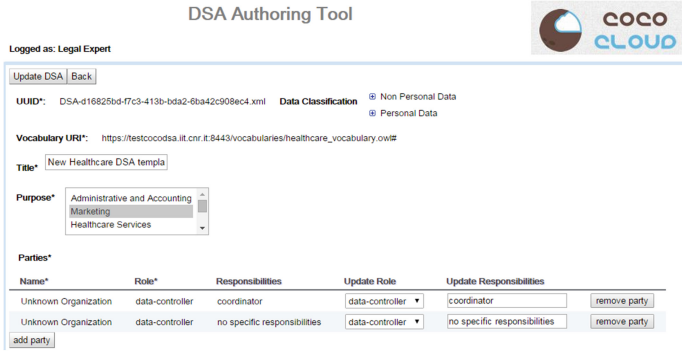 DSA Authoring Tool
COCO
CLOUD
Logged as: Legal Expert
Update DSA Back
UUID*: DSA-d16825bd-f7c3-413b-bda2-6ba42c908ec4.xml Data Classification Non Personal Data
Personal Data
Vocabulary URI*: https://testcocodsa.iit.cnr.it:8443/vocabularies/healthcare_vocabulary.owl#
Title* New Healthcare DSA templa
Purpose* Administrative and Accounting
Marketing
Healthcare Services
Parties*
Name* Role* Responsibilities Update Role Update Responsibilities
Unknown Organization data-controller coordinator data-controller coordinator remove party
Unknown Organization data-controller no specific responsibilities data-controller no specific responsibilities remove party
add party